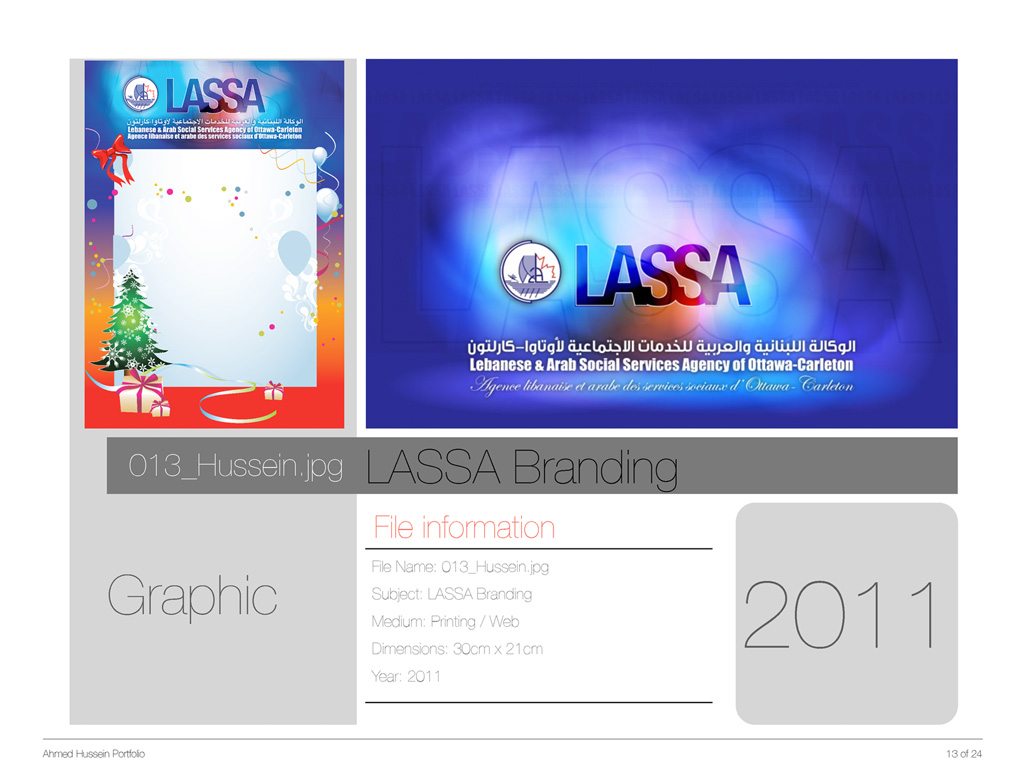 LASSA
الوكالة اللبنانية والعربية للخدمات الاجتماعية لأوتاوا-كارلتون
Lebanese & Arab Social Services Agency of Ottawa-Carleton
Agence libanaise et arabe des services sociaux d'Ottawa-Carleton
LASSA
LASSA
الوكالة اللبنانية والعربية للخدمات الاجتماعية لأوتاوا-كارلتون
Lebanese & Arab Social Services Agency of Ottawa-Carleton
Agence libanaise et arabe des services sociaux d'Ottawa-Carleton
013_Hussein.jpg LASSA Branding
Graphic
File information
File Name: 013_Hussein.jpg
Subject: LASSA Branding
Medium: Printing / Web
Dimensions: 30cm x 21cm
Year: 2011
2011
Ahmed Hussein Portfolio 13 of 24